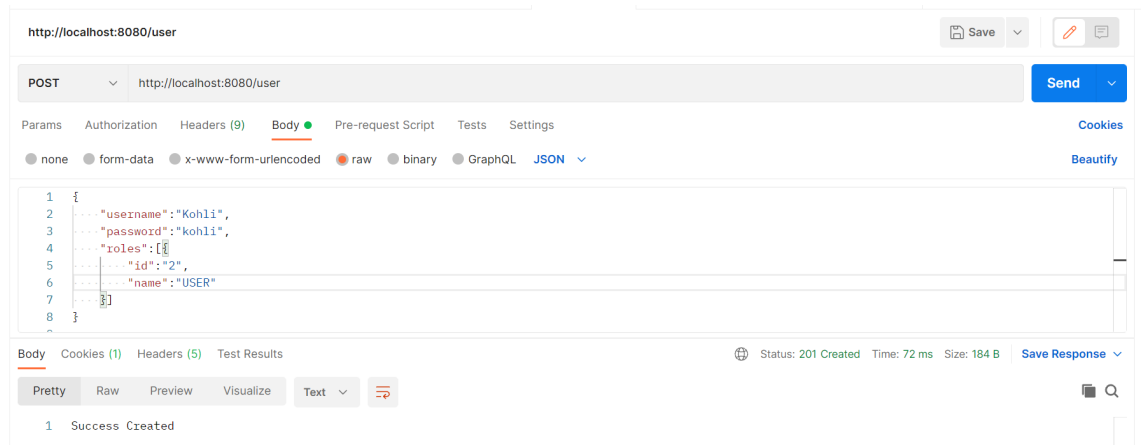 http://localhost:8080/user Save
POST http://localhost:8080/user Send
Params Authorization Headers (9) Body Pre-request Script Tests Settings Cookies
none form-data x-www-form-urlencoded raw binary GraphQL JSON Beautify
1 {
2 "username":"Kohli",
3 "password":"kohli",
4 "roles":[{
5 "id":"2",
6 "name":"USER"
7 }]
8 }
Body Cookies (1) Headers (5) Test Results Status: 201 Created Time: 72 ms Size: 184 B Save Response
Pretty Raw Preview Visualize Text
1 Success Created